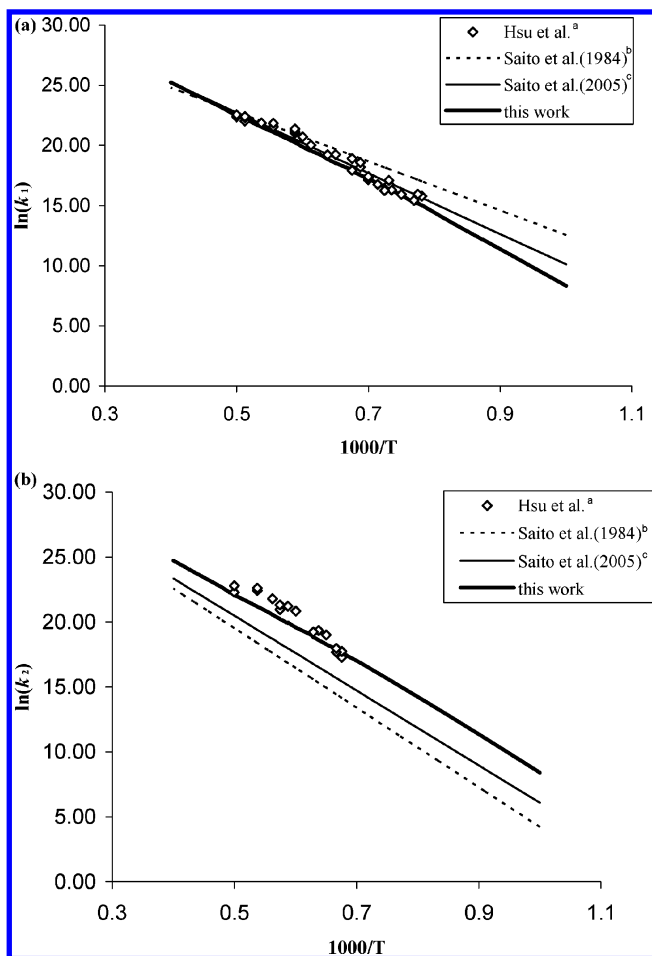 (a)
30.00
25.00
20.00
15.00
10.00
5.00
0.00
ln(k₁)
0.3
0.5
0.7
0.9
1.1
1000/T
Hsu et al.ᵃ
Saito et al.(1984)ᵇ
Saito et al.(2005)ᶜ
this work
(b)
30.00
25.00
20.00
15.00
10.00
5.00
0.00
ln(k₂)
0.3
0.5
0.7
0.9
1.1
1000/T
Hsu et al.ᵃ
Saito et al.(1984)ᵇ
Saito et al.(2005)ᶜ
this work